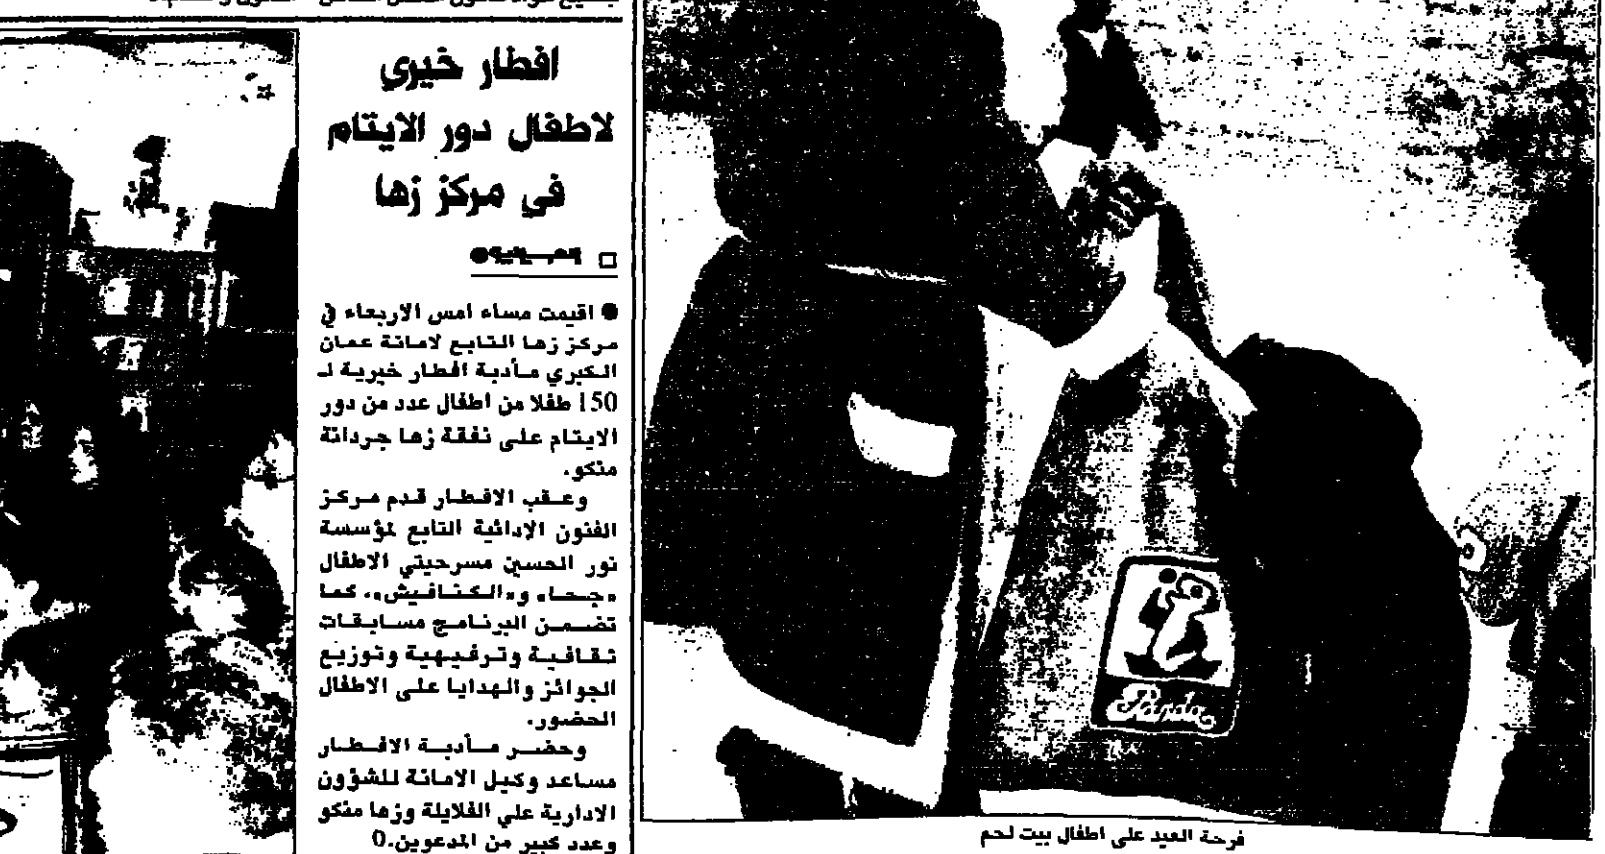 افطار خيري
لاطفال دور الايتام
في مركز زها
● اقيمت مساء امس الاربعاء في
مركز زها التابع لامانة عمان
الكبرى مأدبة افطار خيرية لـ
150 طفلا من اطفال عدد من دور
الايتام على نفقة زها جردانة
منكو.
وعقب الافطار قدم مركز
الفنون الادائية التابع لمؤسسة
نور الحسين مسرحيتي الاطفال
«جحا» و«الكنافيش». كما
تضمن البرنامج مسابقات
ثقافية وترفيهية وتوزيع
الجوائز والهدايا على الاطفال
الحضور.
وحضر مأدبة الافطار
مساعد وكيل الامانة للشؤون
الادارية علي الفلايلة وزها منكو
وعدد كبير من المدعوين.0
فرحة العيد على اطفال بيت لحم